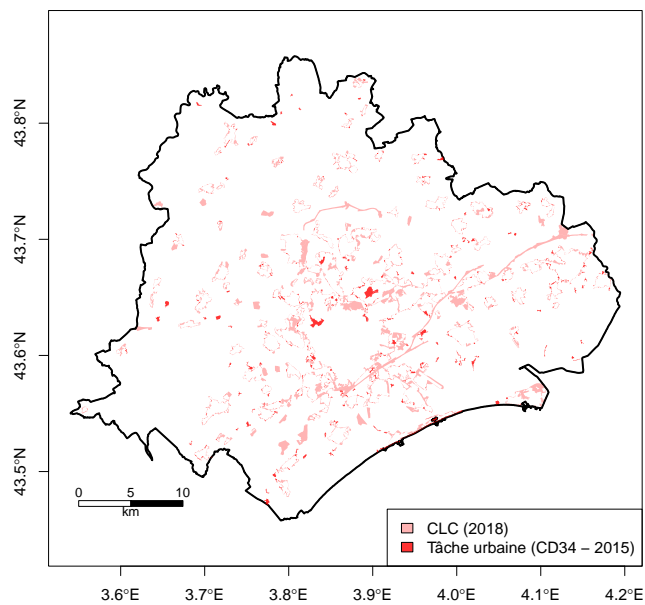 43.8°N
43.7°N
43.6°N
43.5°N
0 5 10
km
CLC (2018)
Tâche urbaine (CD34 − 2015)
3.6°E 3.7°E 3.8°E 3.9°E 4.0°E 4.1°E 4.2°E